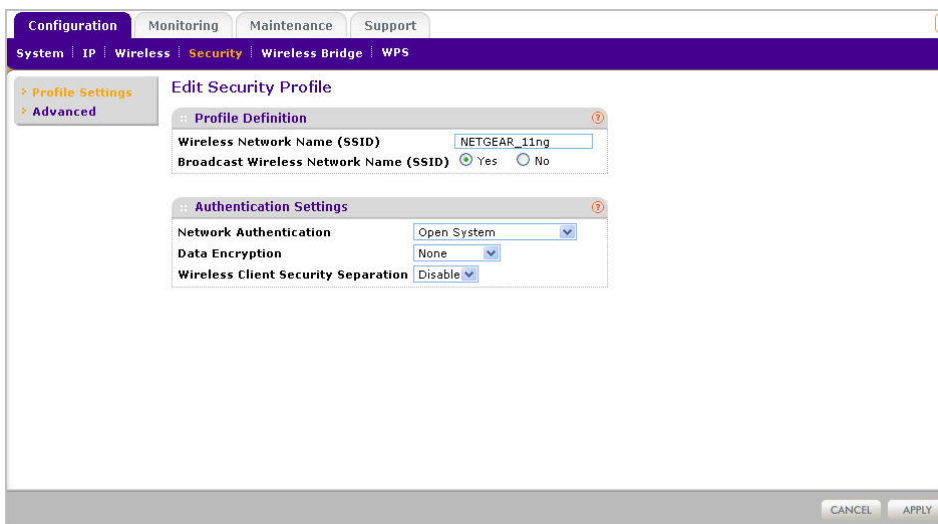 Configuration Monitoring Maintenance Support
System IP Wireless Security Wireless Bridge WPS
Profile Settings
Advanced
Edit Security Profile
Profile Definition ?
Wireless Network Name (SSID) NETGEAR_11ng
Broadcast Wireless Network Name (SSID) Yes No
Authentication Settings ?
Network Authentication Open System
Data Encryption None
Wireless Client Security Separation Disable
CANCEL APPLY